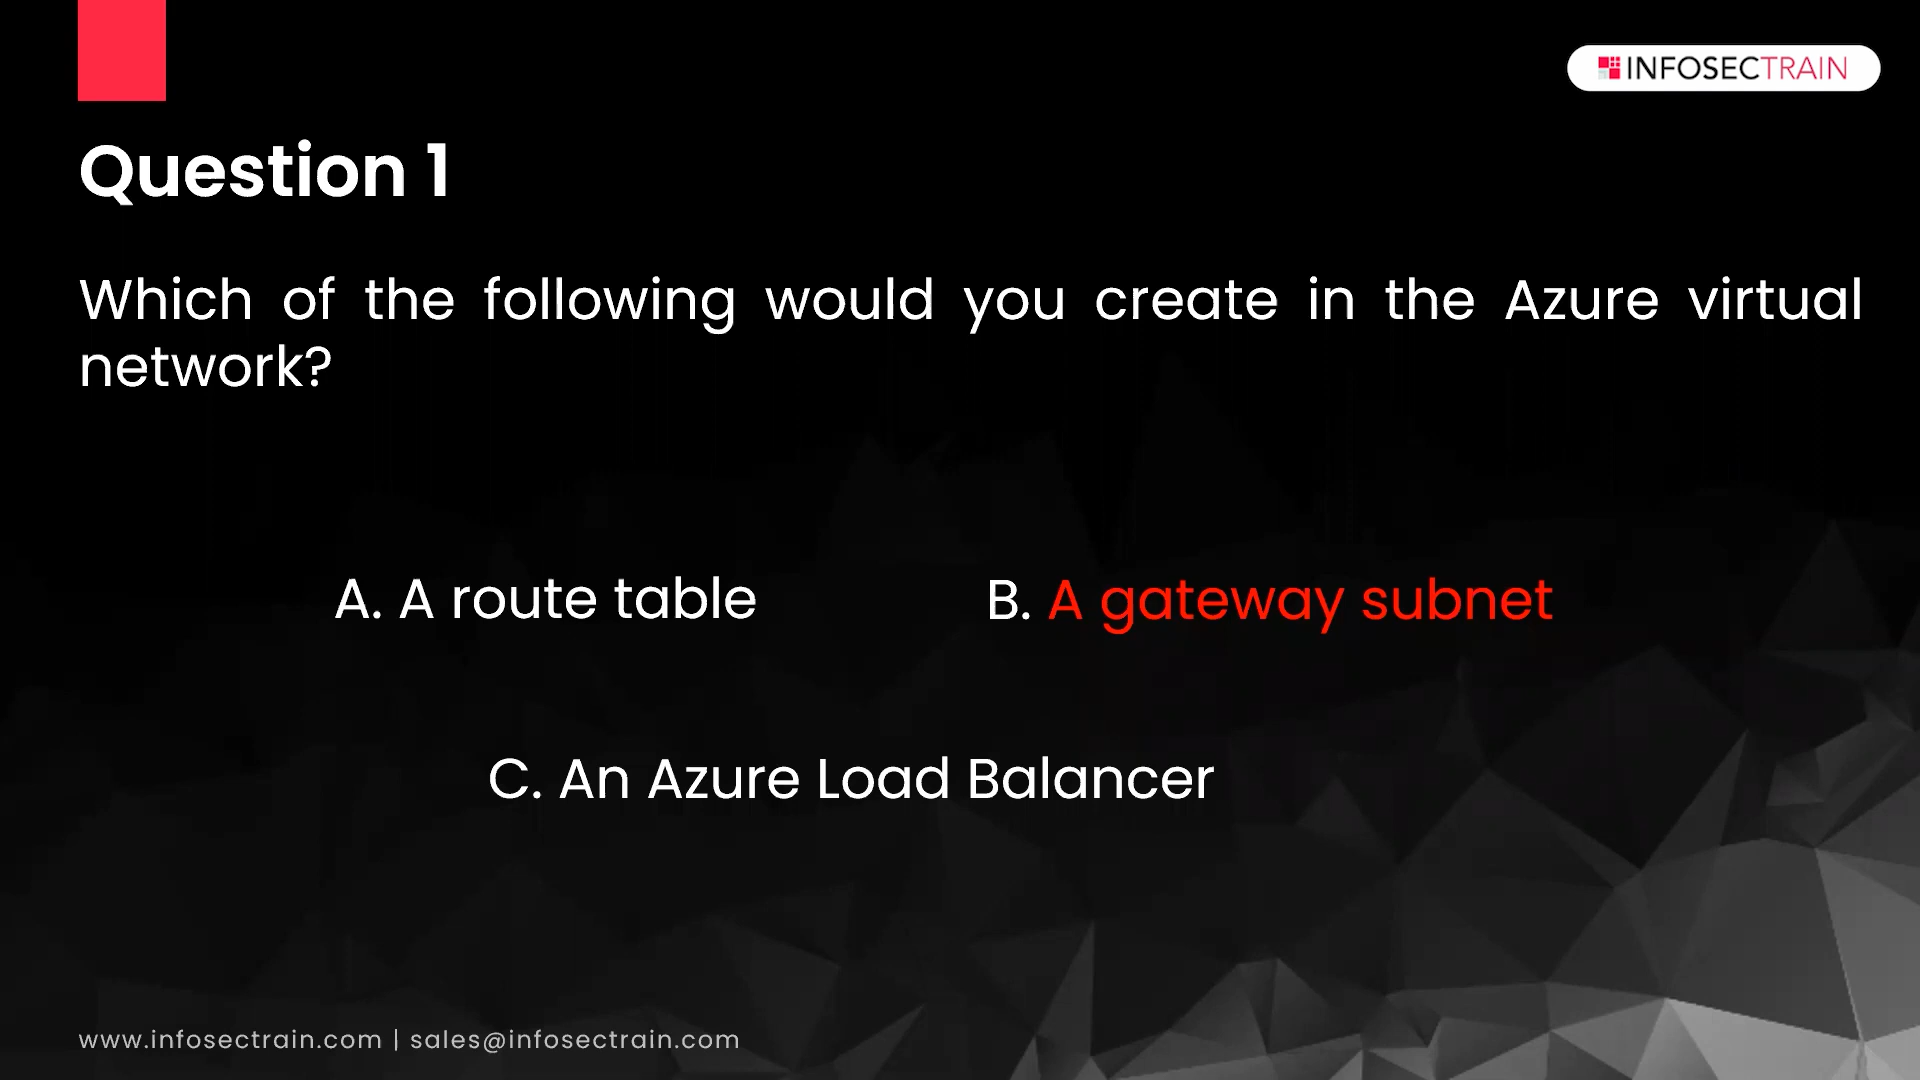 INFOSECTRAIN
Question 1
Which of the following would you create in the Azure virtual
network?
A. A route table
B. A gateway subnet
C. An Azure Load Balancer
www.infosectrain.com | sales@infosectrain.com